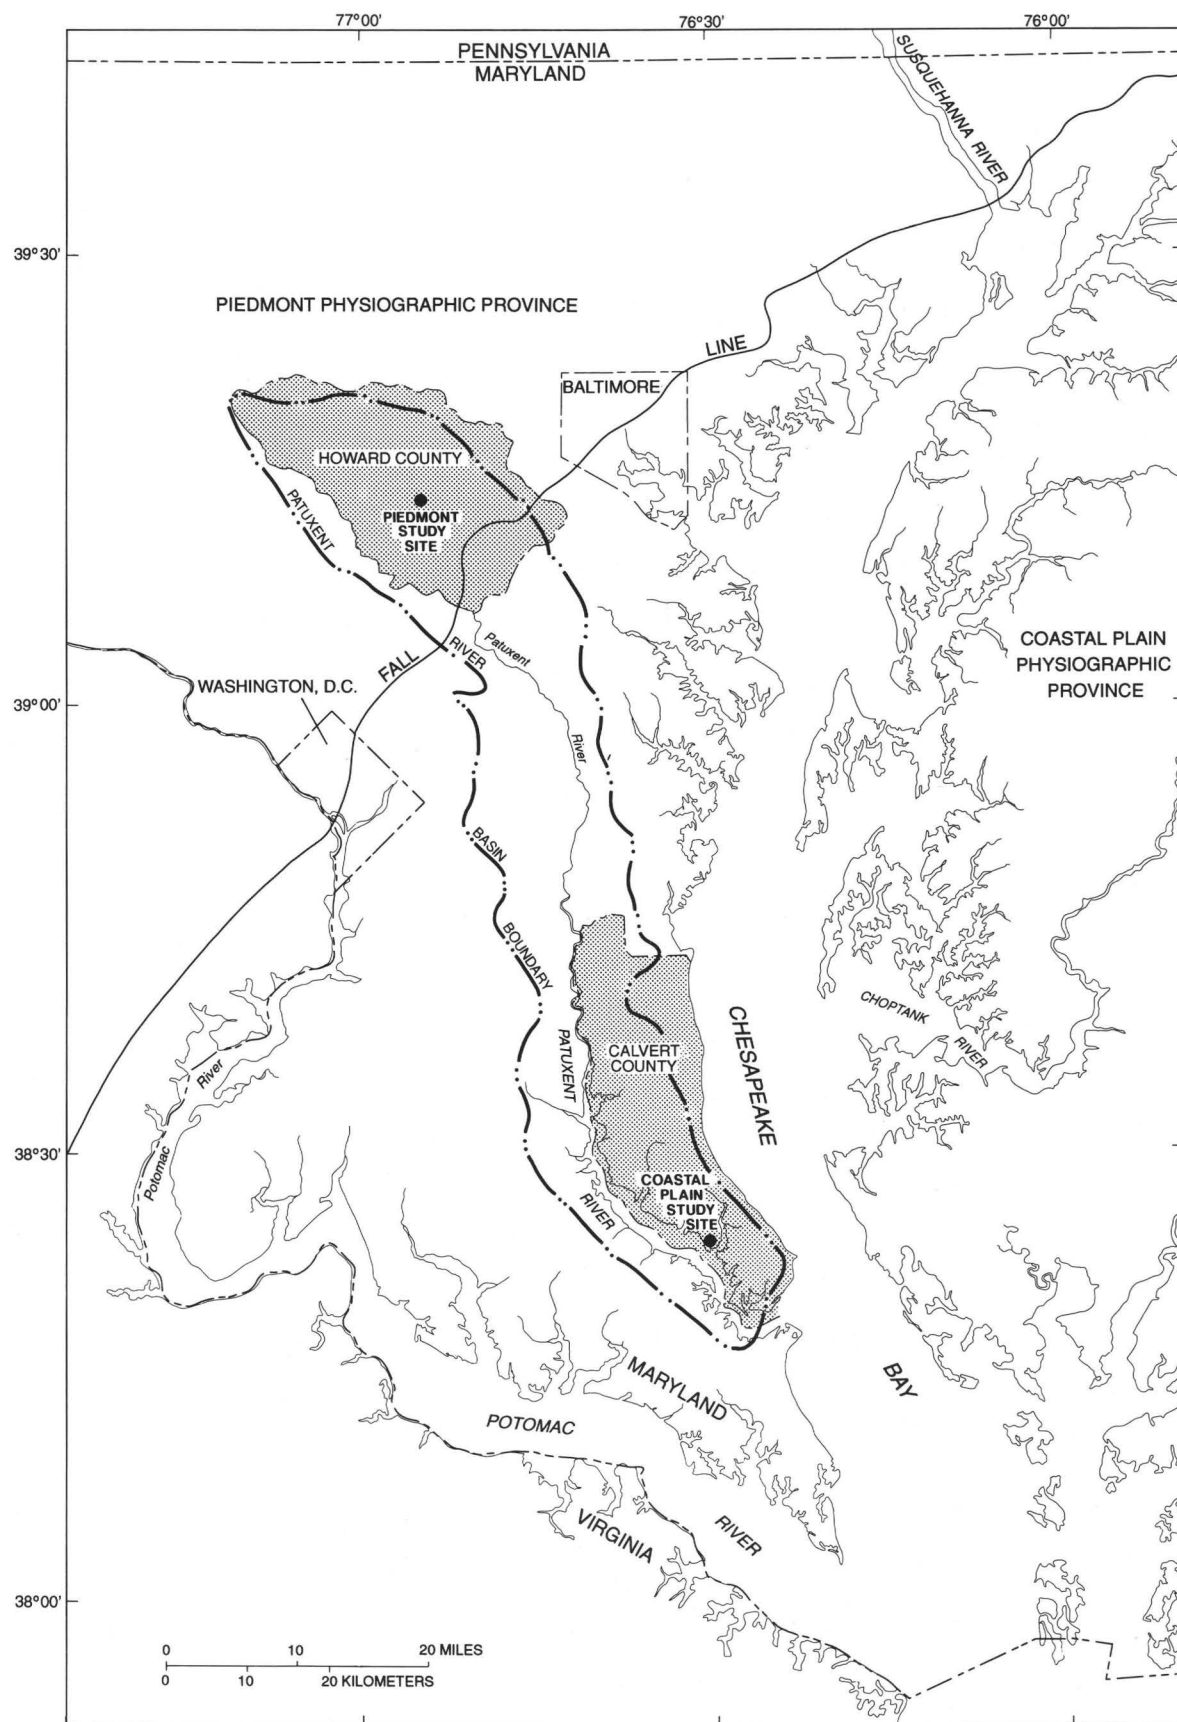 77°00'
76°30'
76°00'
PENNSYLVANIA
MARYLAND
SUSQUEHANNA RIVER
39°30'
PIEDMONT PHYSIOGRAPHIC PROVINCE
LINE
BALTIMORE
HOWARD COUNTY
PATUXENT
PIEDMONT
STUDY
SITE
COASTAL PLAIN
PHYSIOGRAPHIC
PROVINCE
RIVER
Patuxent
FALL
WASHINGTON, D.C.
39°00'
River
BASIN
BOUNDARY
CHOPTANK
RIVER
CHESAPEAKE
PATUXENT
CALVERT
COUNTY
River
Potomac
38°30'
COASTAL
PLAIN
STUDY
SITE
RIVER
BAY
MARYLAND
POTOMAC
RIVER
VIRGINIA
38°00'
0 10 20 MILES
0 10 20 KILOMETERS